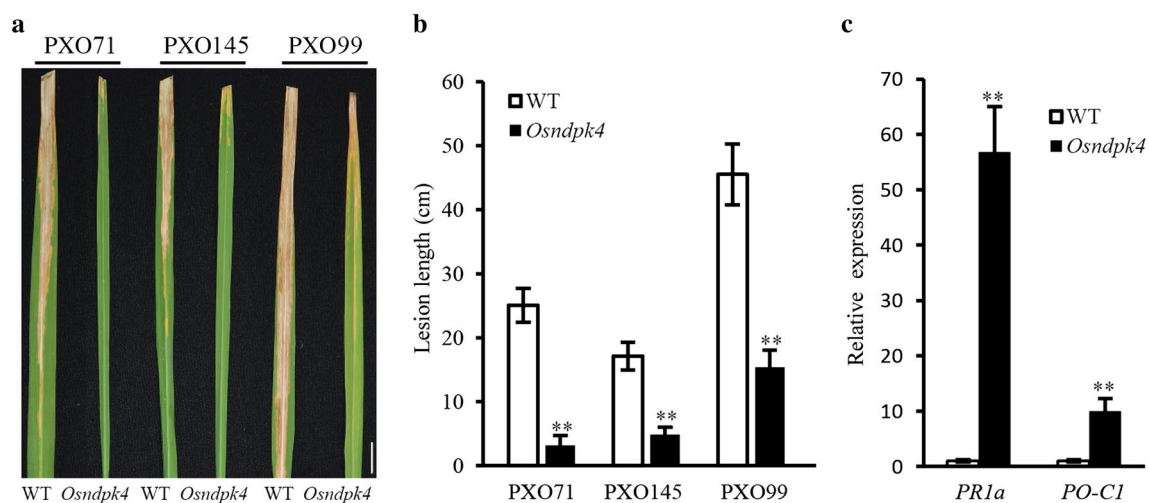 a
PXO71 PXO145 PXO99
WT Osndpk4 WT Osndpk4 WT Osndpk4
b
Lesion length (cm)
60
50
40
30
20
10
0
WT
Osndpk4
**
**
**
PXO71 PXO145 PXO99
c
Relative expression
70
60
50
40
30
20
10
0
WT
Osndpk4
**
**
PR1a PO-C1